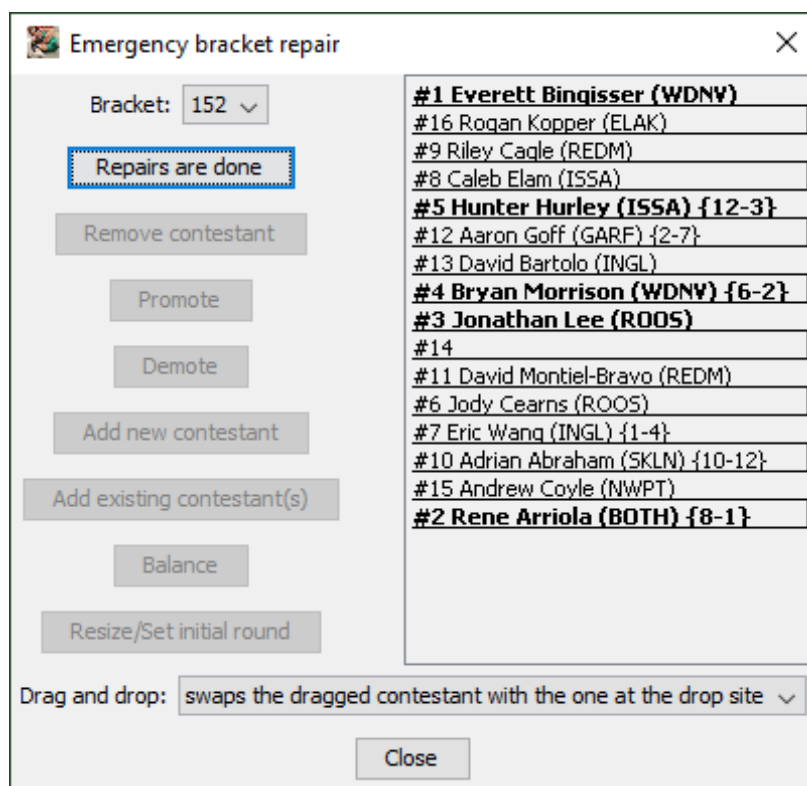 Emergency bracket repair
Bracket: 152
Repairs are done
Remove contestant
Promote
Demote
Add new contestant
Add existing contestant(s)
Balance
Resize/Set initial round
#1 Everett Bingisser (WDNV)
#16 Rogan Kopper (ELAK)
#9 Riley Cagle (REDM)
#8 Caleb Elam (ISSA)
#5 Hunter Hurley (ISSA) {12-3}
#12 Aaron Goff (GARF) {2-7}
#13 David Bartolo (INGL)
#4 Bryan Morrison (WDNV) {6-2}
#3 Jonathan Lee (ROOS)
#14
#11 David Montiel-Bravo (REDM)
#6 Jody Cearns (ROOS)
#7 Eric Wang (INGL) {1-4}
#10 Adrian Abraham (SKLN) {10-12}
#15 Andrew Coyle (NWPT)
#2 Rene Arriola (BOTH) {8-1}
Drag and drop: swaps the dragged contestant with the one at the drop site
Close